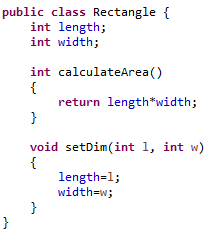 public class Rectangle {
    int length;
    int width;

    int calculateArea()
    {
        return length*width;
    }

    void setDim(int l, int w)
    {
        length=l;
        width=w;
    }
}